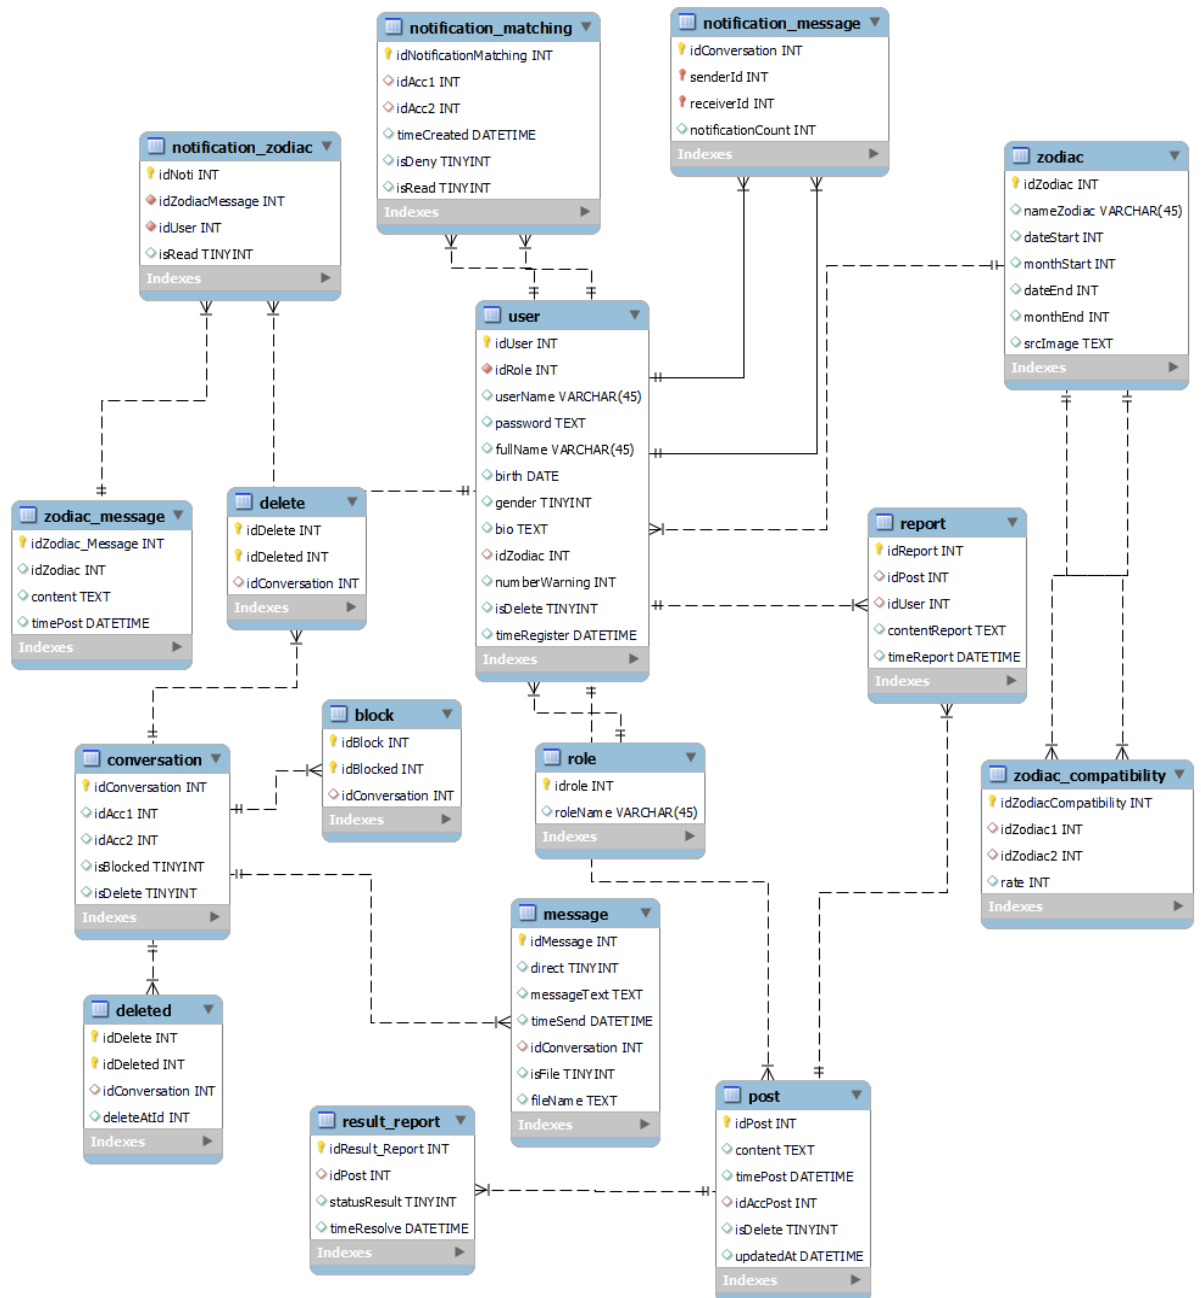 notification_matching
idNotificationMatching INT
idAcc1 INT
idAcc2 INT
timeCreated DATETIME
isDeny TINYINT
isRead TINYINT
Indexes
notification_message
idConversation INT
senderId INT
receiverId INT
notificationCount INT
Indexes
notification_zodiac
idNoti INT
idZodiacMessage INT
idUser INT
isRead TINYINT
Indexes
zodiac
idZodiac INT
nameZodiac VARCHAR(45)
dateStart INT
monthStart INT
dateEnd INT
monthEnd INT
srcImage TEXT
Indexes
user
idUser INT
idRole INT
userName VARCHAR(45)
password TEXT
fullName VARCHAR(45)
birth DATE
gender TINYINT
bio TEXT
idZodiac INT
numberWarning INT
isDelete TINYINT
timeRegister DATETIME
Indexes
zodiac_message
idZodiac_Message INT
idZodiac INT
content TEXT
timePost DATETIME
Indexes
delete
idDelete INT
idDeleted INT
idConversation INT
Indexes
report
idReport INT
idPost INT
idUser INT
contentReport TEXT
timeReport DATETIME
Indexes
block
idBlock INT
idBlocked INT
idConversation INT
Indexes
conversation
idConversation INT
idAcc1 INT
idAcc2 INT
isBlocked TINYINT
isDelete TINYINT
Indexes
role
idrole INT
roleName VARCHAR(45)
Indexes
zodiac_compatibility
idZodiacCompatibility INT
idZodiac1 INT
idZodiac2 INT
rate INT
Indexes
message
idMessage INT
direct TINYINT
messageText TEXT
timeSend DATETIME
idConversation INT
isFile TINYINT
fileName TEXT
Indexes
deleted
idDelete INT
idDeleted INT
idConversation INT
deleteAtId INT
Indexes
result_report
idResult_Report INT
idPost INT
statusResult TINYINT
timeResolve DATETIME
Indexes
post
idPost INT
content TEXT
timePost DATETIME
idAccPost INT
isDelete TINYINT
updatedAt DATETIME
Indexes